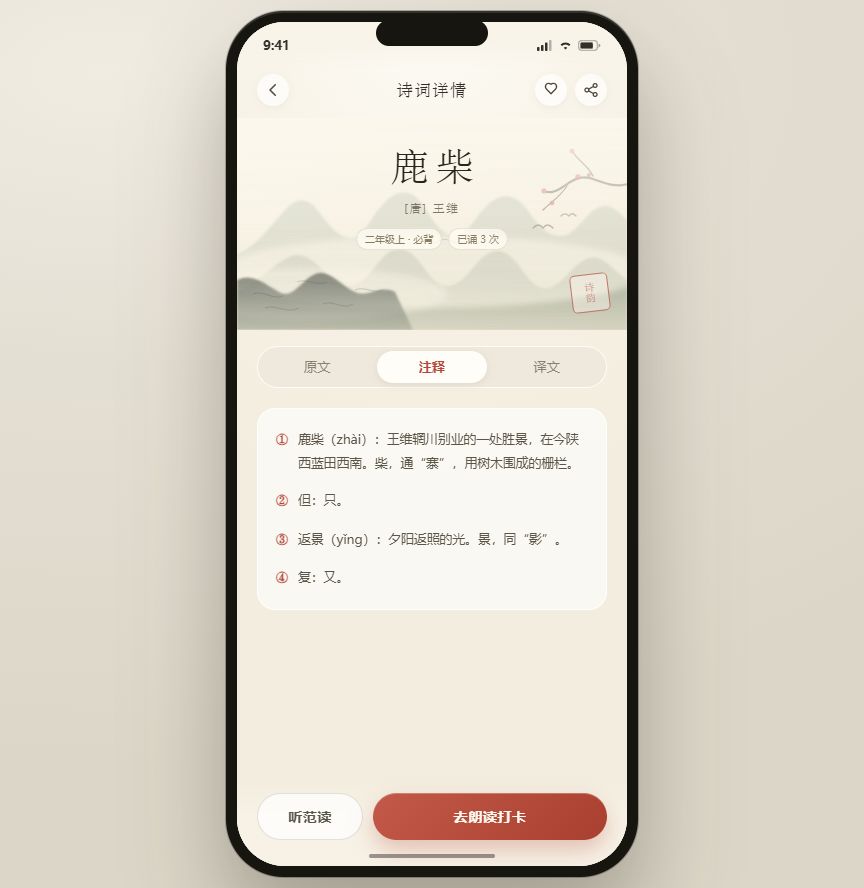 9:41
诗词详情
鹿柴
[唐] 王维
二年级上 · 必背
已诵 3 次
诗
韵
原文
注释
译文
① 鹿柴（zhài）：王维辋川别业的一处胜景，在今陕
西蓝田西南。柴，通“寨”，用树木围成的栅栏。
② 但：只。
③ 返景（yǐng）：夕阳返照的光。景，同“影”。
④ 复：又。
听范读
去朗读打卡